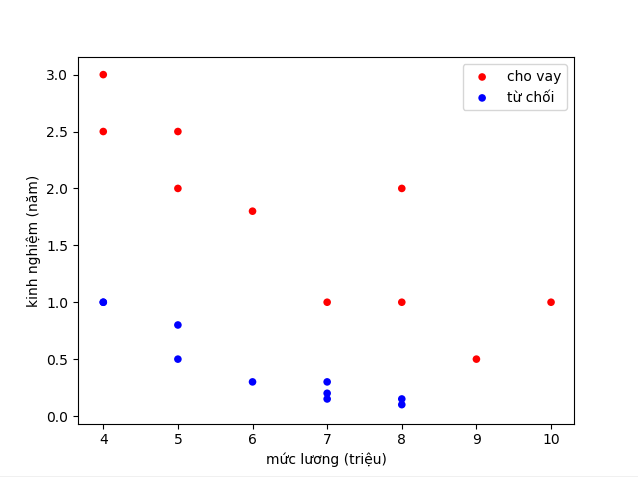 cho vay
từ chối
kinh nghiệm (năm)
3.0
2.5
2.0
1.5
1.0
0.5
0.0
4 5 6 7 8 9 10
mức lương (triệu)